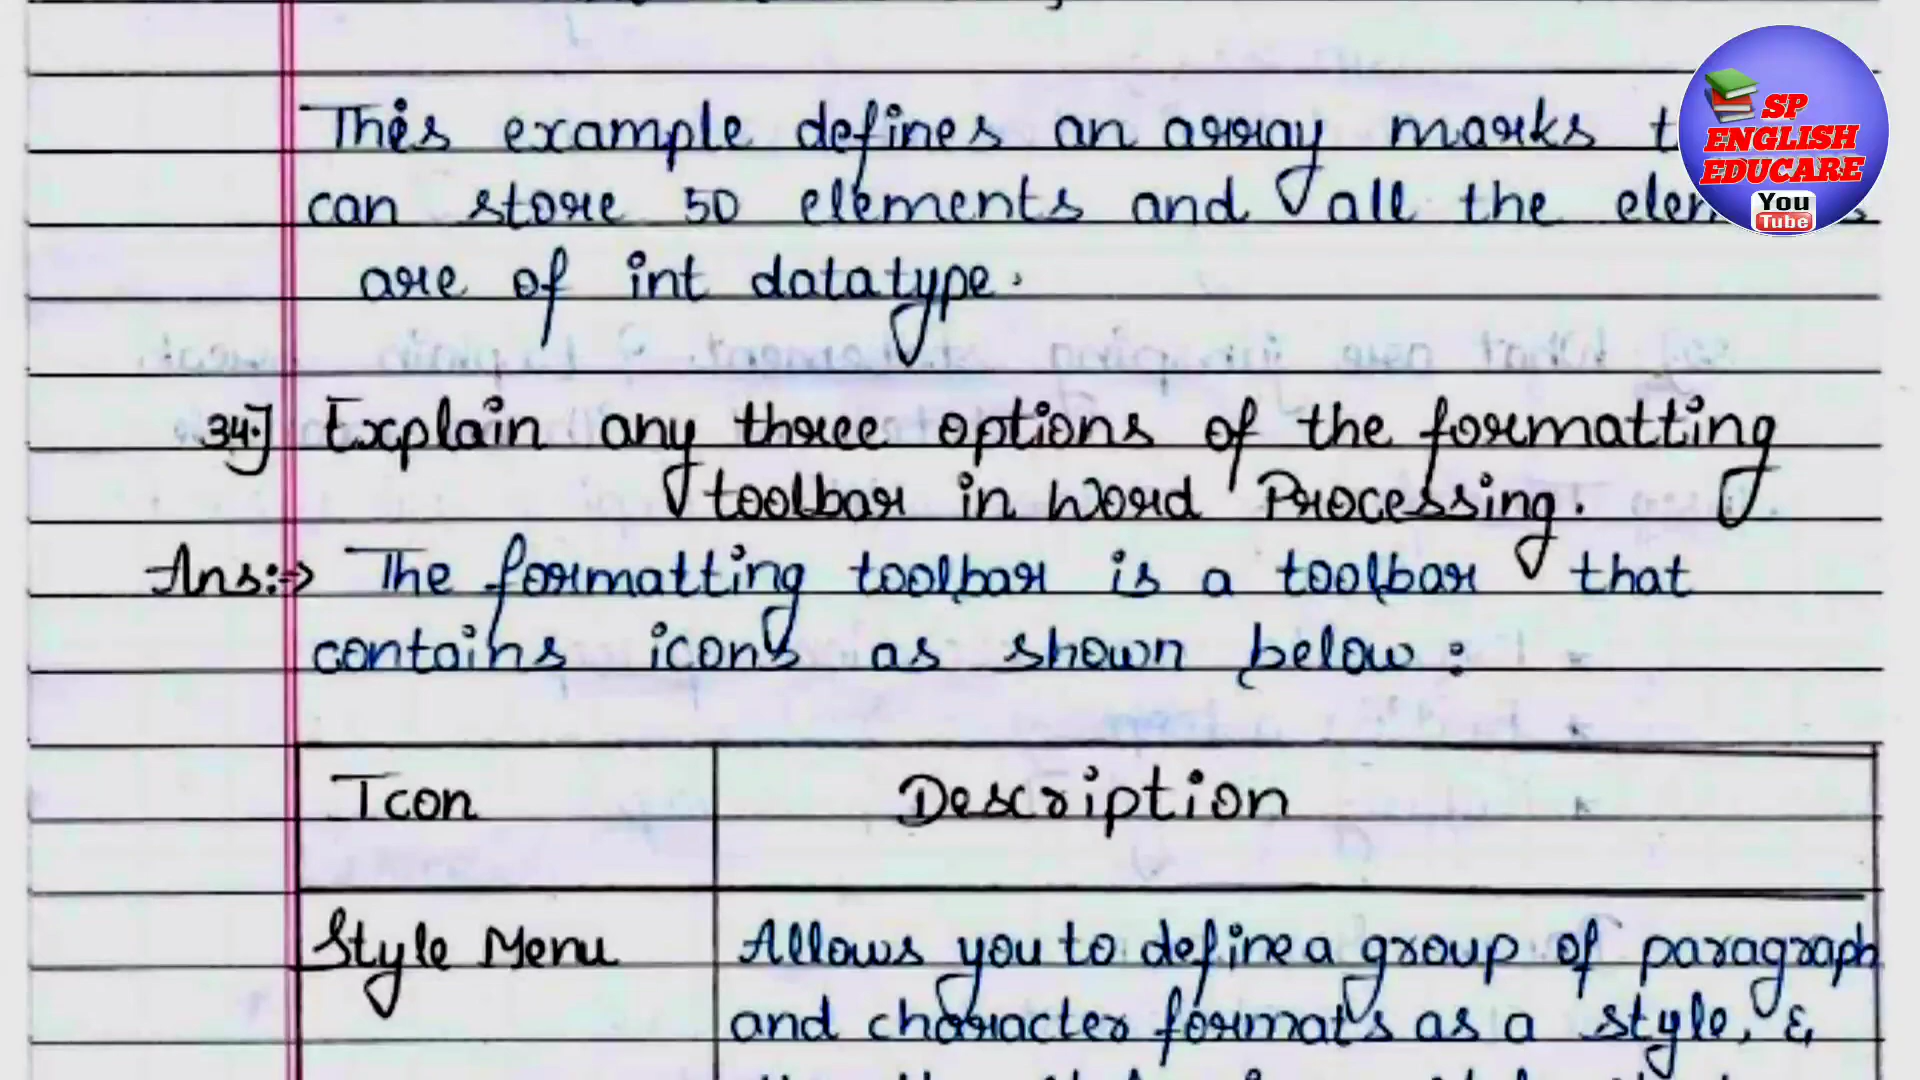 This example defines an array marks t
can store 50 elements and all the elem s
are of int datatype.
34.] Explain any three options of the formatting
toolbar in Word Processing.
Ans:-> The formatting toolbar is a toolbar that
contains icons as shown below:
Icon Description
Style Menu Allows you to define a group of paragraph
and character formats as a style, &
SP
ENGLISH
EDUCARE
You
Tube